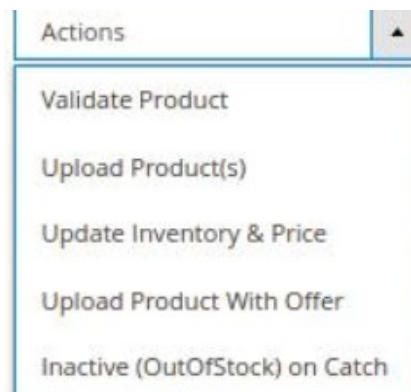 Actions
Validate Product
Upload Product(s)
Update Inventory & Price
Upload Product With Offer
Inactive (OutOfStock) on Catch